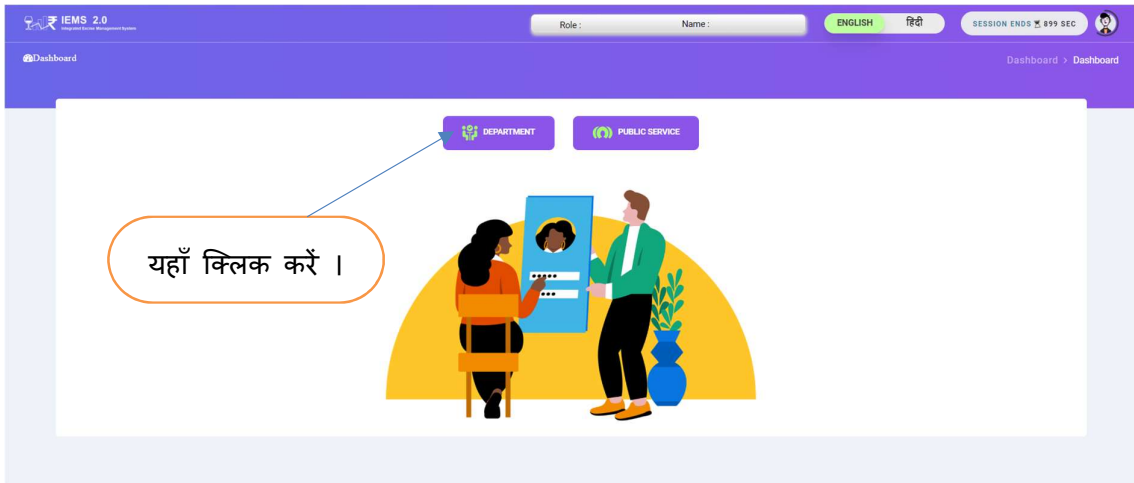 IEMS 2.0
Integrated Excise Management System
Role : Name :
ENGLISH हिंदी
SESSION ENDS 899 SEC
Dashboard
Dashboard > Dashboard
DEPARTMENT
PUBLIC SERVICE
यहाँ क्लिक करें ।